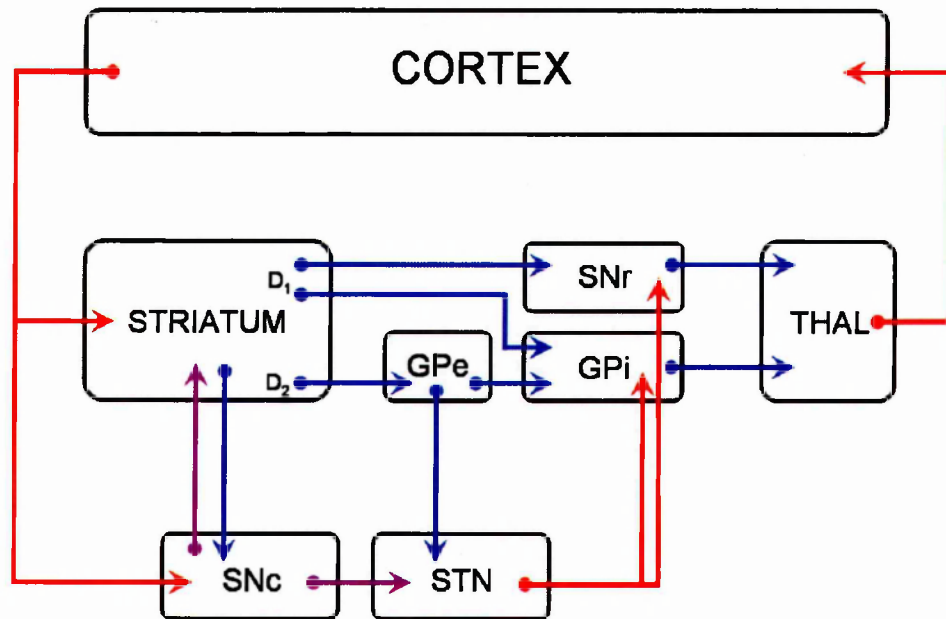 CORTEX
D1
SNr
STRIATUM
THAL
GPe
GPi
D2
SNc
STN